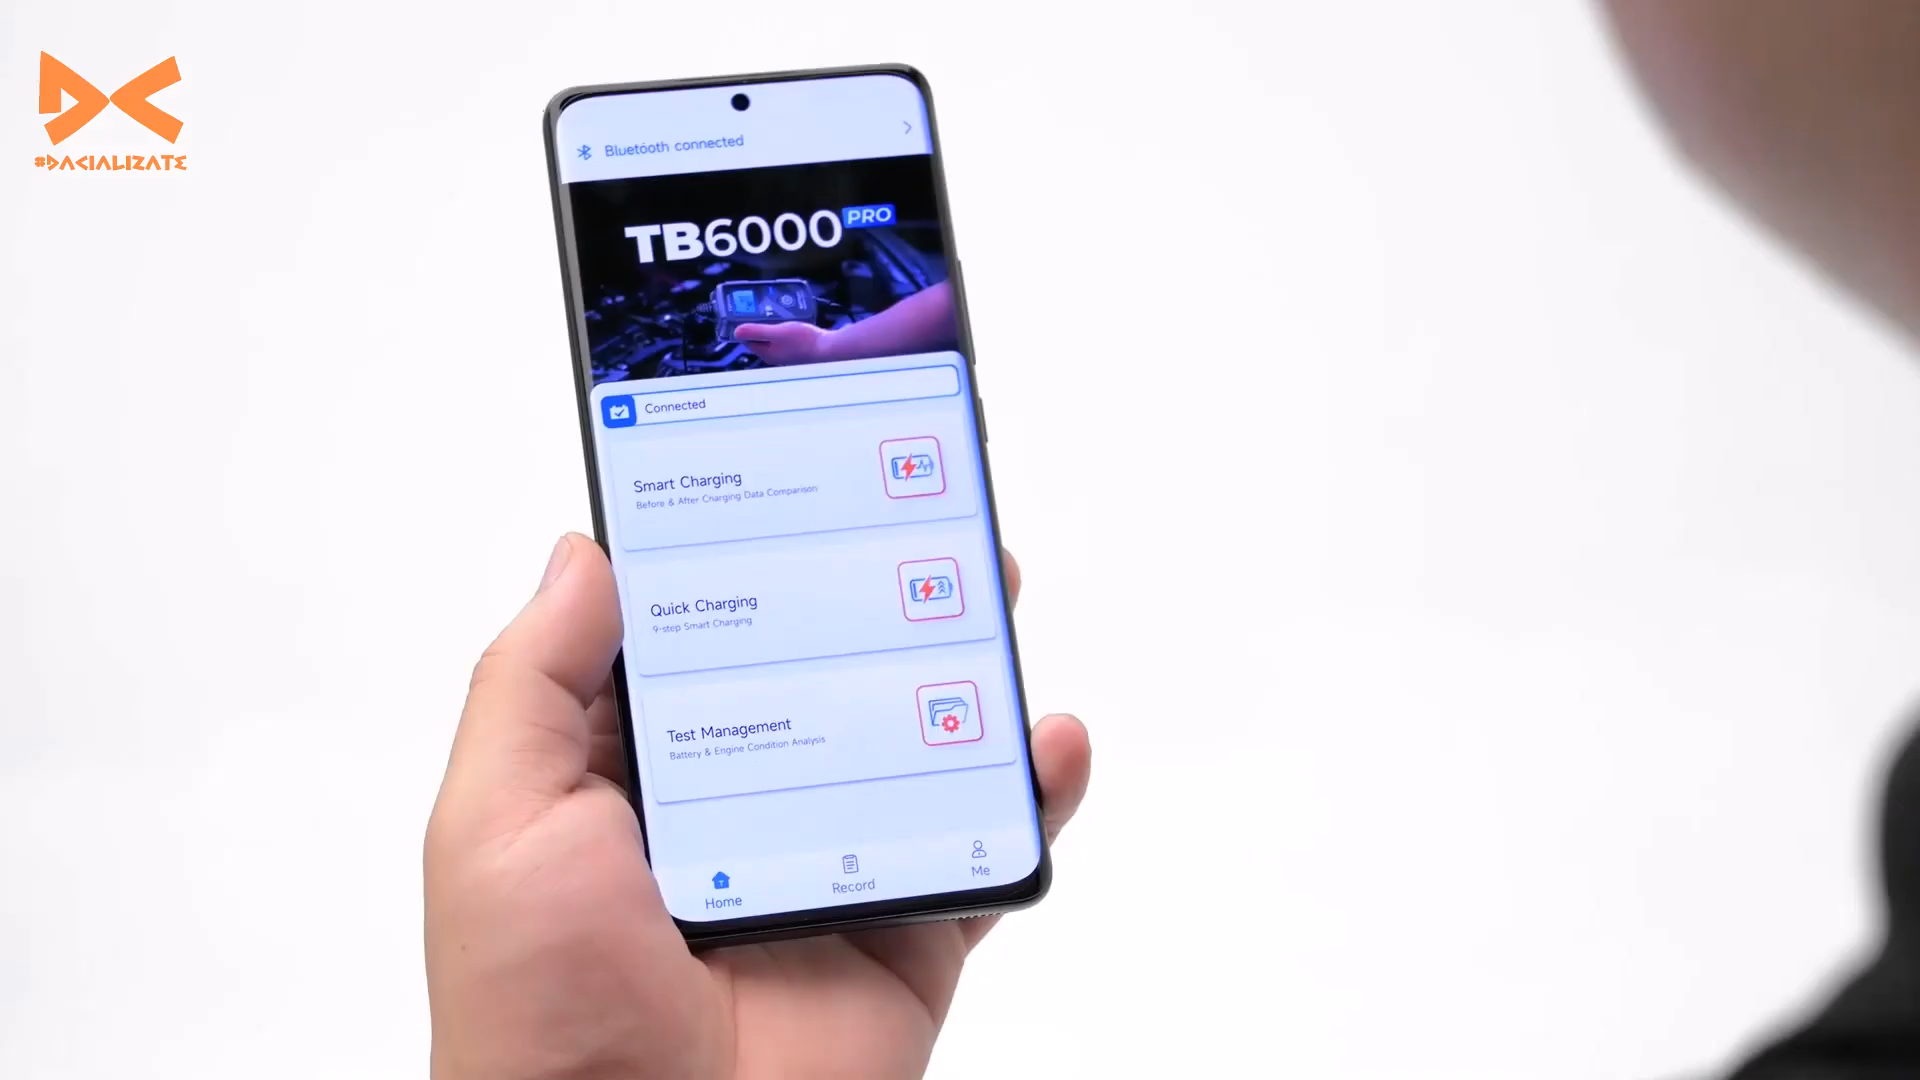 #DACIALIZATE
Bluetooth connected
TB6000 PRO
Connected
Smart Charging
Before & After Charging Data Comparison
Quick Charging
9-step Smart Charging
Test Management
Battery & Engine Condition Analysis
Home
Record
Me